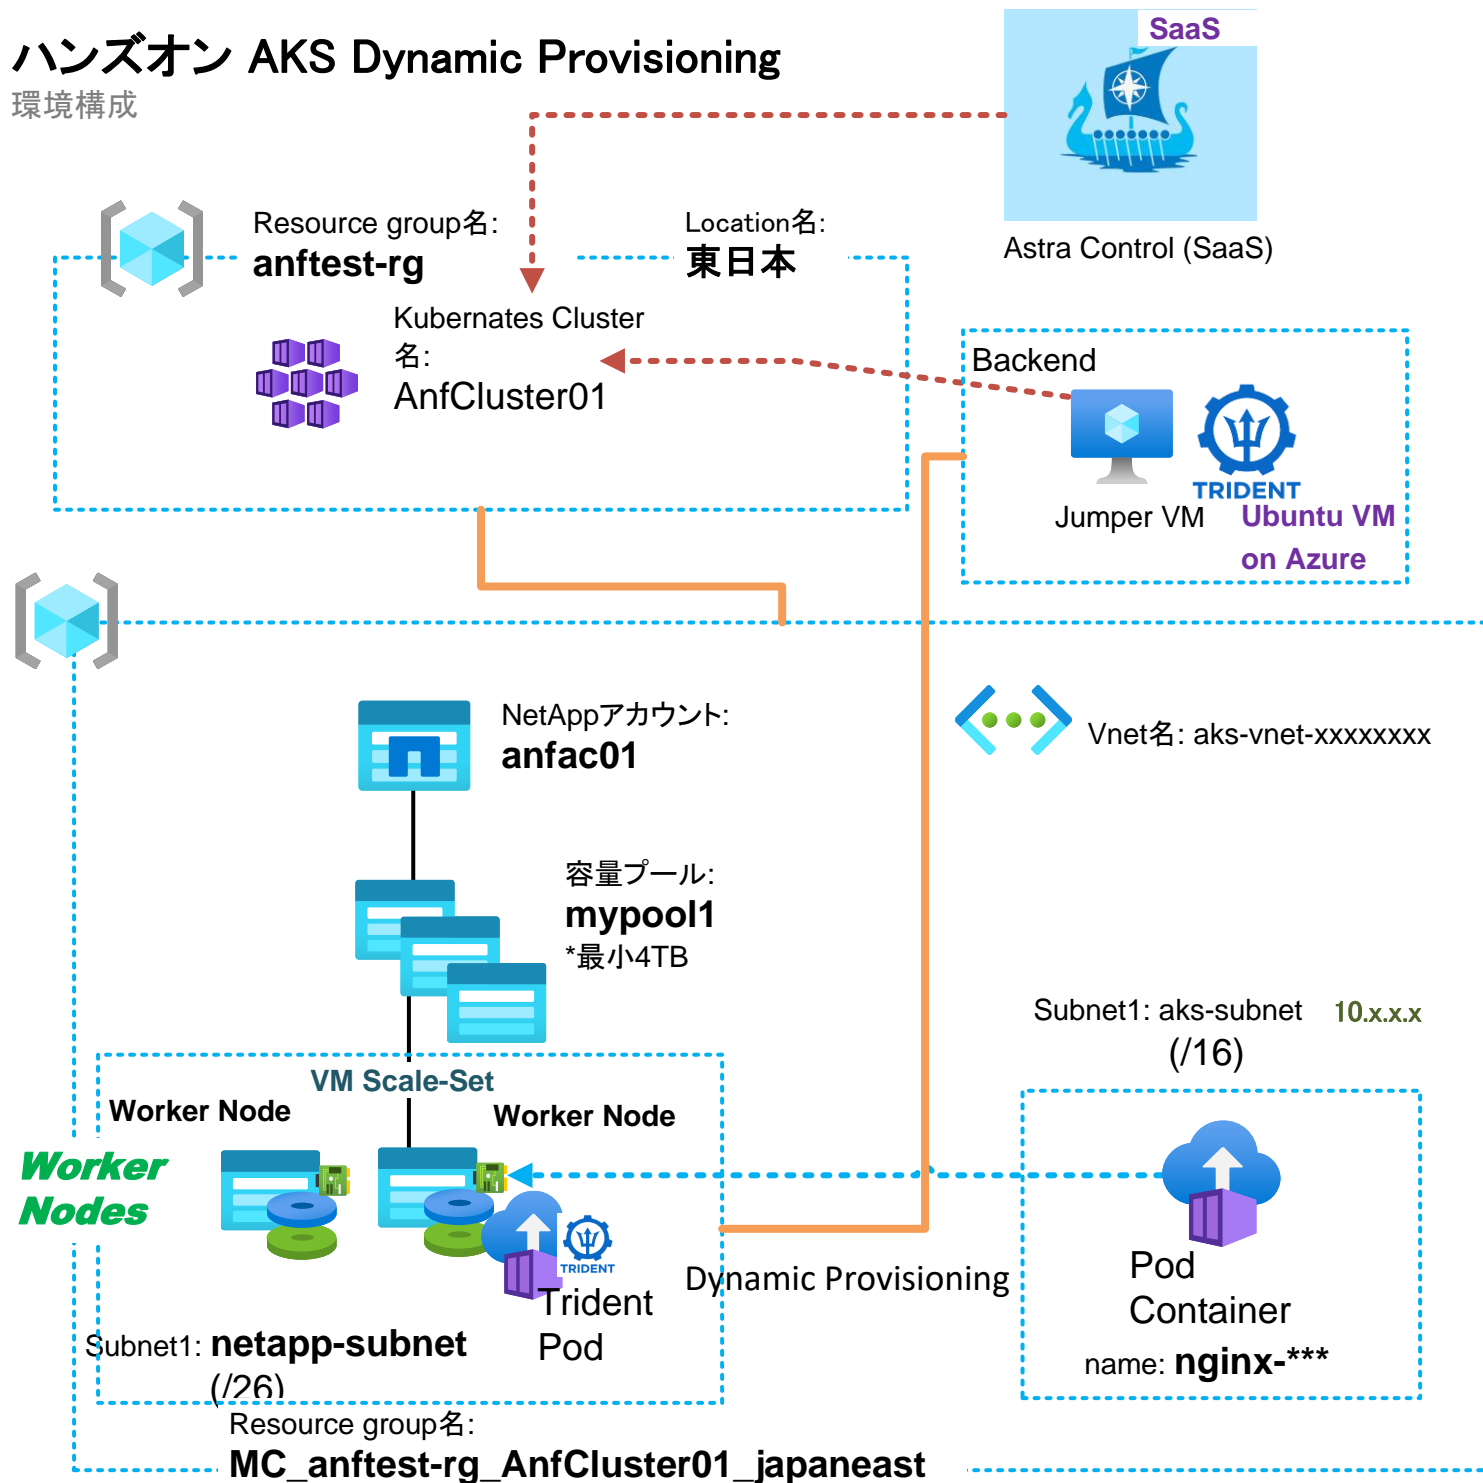 ハンズオン AKS Dynamic Provisioning
環境構成
SaaS
Astra Control (SaaS)
Resource group名:
anftest-rg
Location名:
東日本
Kubernates Cluster
名:
AnfCluster01
Backend
TRIDENT
Jumper VM
Ubuntu VM
on Azure
NetAppアカウント:
anfac01
Vnet名: aks-vnet-xxxxxxxx
容量プール:
mypool1
*最小4TB
Subnet1: aks-subnet 10.x.x.x
(/16)
VM Scale-Set
Worker Node
Worker Node
Worker
Nodes
TRIDENT
Trident
Pod
Dynamic Provisioning
Pod
Container
name: nginx-***
Subnet1: netapp-subnet
(/26)
Resource group名:
MC_anftest-rg_AnfCluster01_japaneast